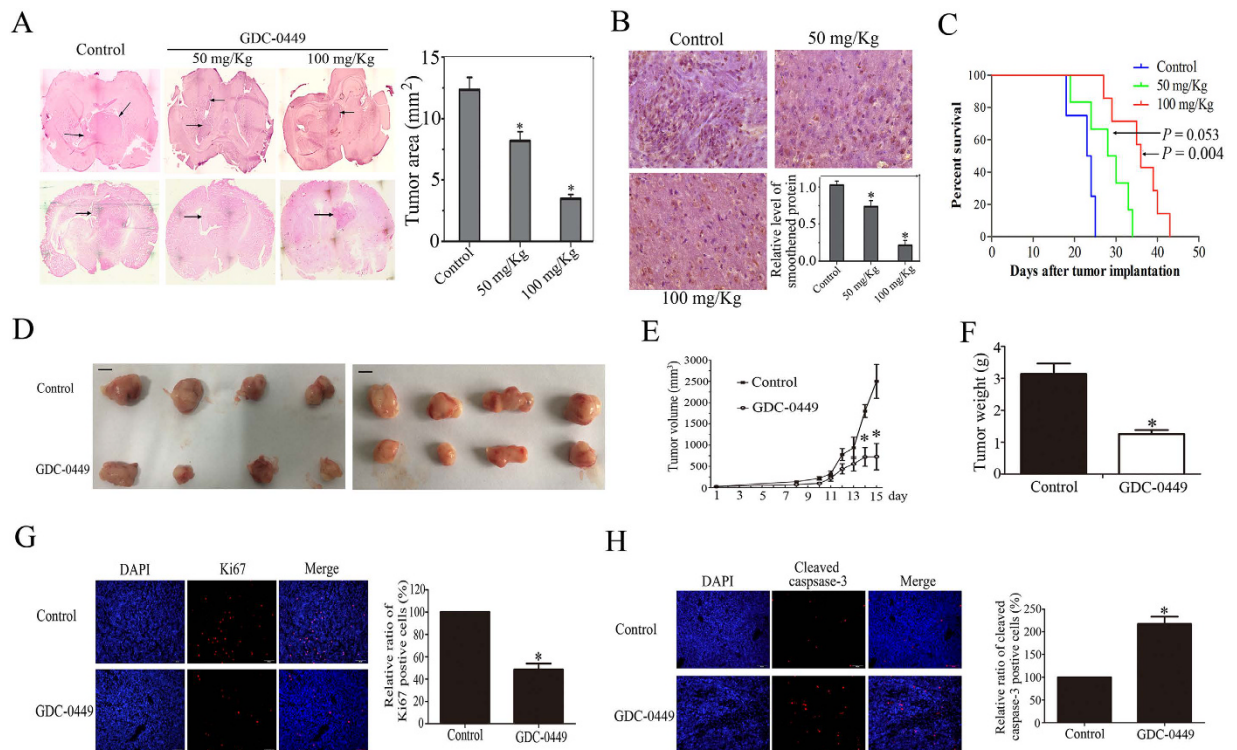 A
Control
GDC-0449
50 mg/Kg
100 mg/Kg
Tumor area (mm²)
15
10
5
0
*
*
Control
50 mg/Kg
100 mg/Kg
B
Control
50 mg/Kg
100 mg/Kg
Relative level of
smoothened protein
1.0
0.5
0.0
*
*
Control
50 mg/Kg
100 mg/Kg
C
Control
50 mg/Kg
100 mg/Kg
P = 0.053
P = 0.004
Percent survival
100
80
60
40
20
0
0 10 20 30 40 50
Days after tumor implantation
D
Control
GDC-0449
E
Tumor volume (mm³)
3000
2500
2000
1500
1000
750
500
250
0
Control
GDC-0449
* *
1 3 5 7 9 11 13 15 day
F
Tumor weight (g)
4
3
2
1
0
*
Control GDC-0449
G
DAPI Ki67 Merge
Control
GDC-0449
Relative ratio of
Ki67 postive cells (%)
120
100
80
60
40
20
0
*
Control GDC-0449
H
DAPI
Cleaved
caspsase-3
Merge
Control
GDC-0449
Relative ratio of cleaved
caspase-3 postive cells (%)
250
200
150
100
50
0
*
Control GDC-0449